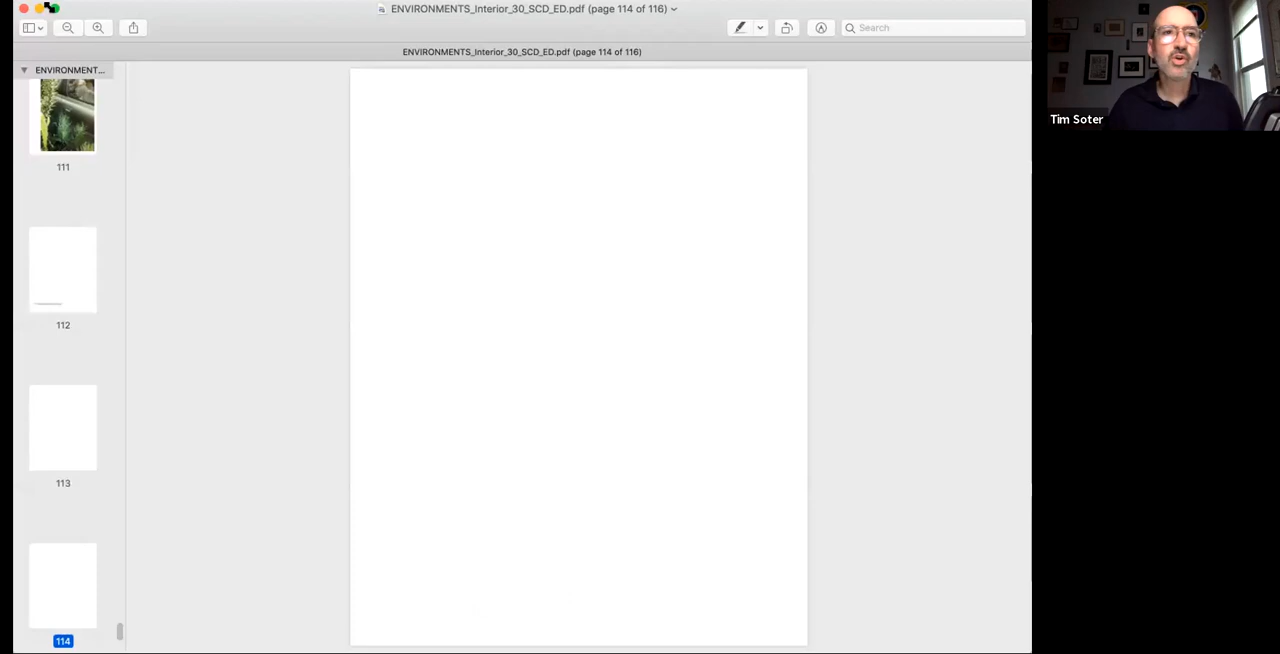 ENVIRONMENTS_Interior_30_SCD_ED.pdf (page 114 of 116)
Search
ENVIRONMENTS_Interior_30_SCD_ED.pdf (page 114 of 116)
ENVIRONMENT...
111
112
113
114
Tim Soter